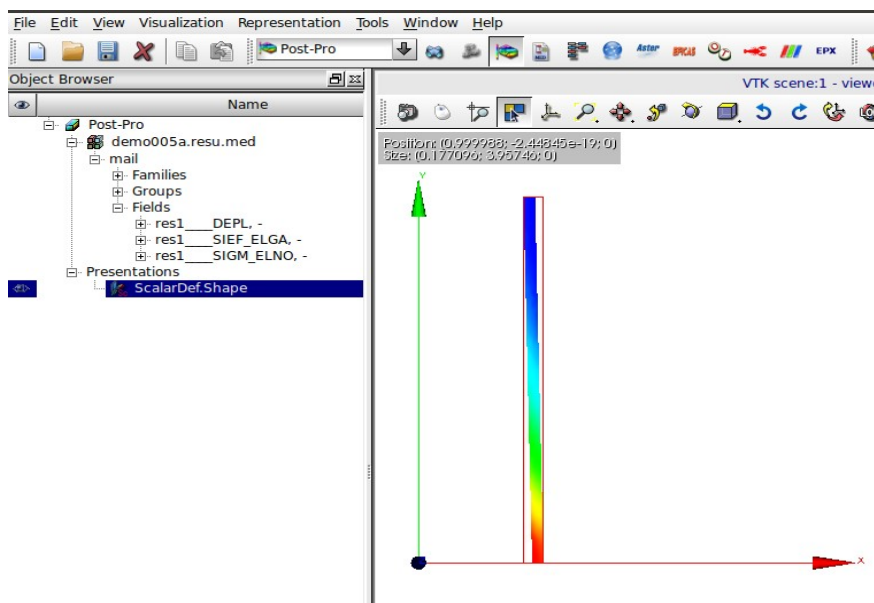 File Edit View Visualization Representation Tools Window Help
Post-Pro Aster EPX
Object Browser
VTK scene:1 - viewe
Name
Post-Pro
demo005a.resu.med
mail
Families
Groups
Fields
res1____DEPL, -
res1____SIEF_ELGA, -
res1____SIGM_ELNO, -
Presentations
ScalarDef.Shape
Position: (0.999988; -2.44845e-19; 0)
Size: (0.177096; 3.95746; 0)
Y
X